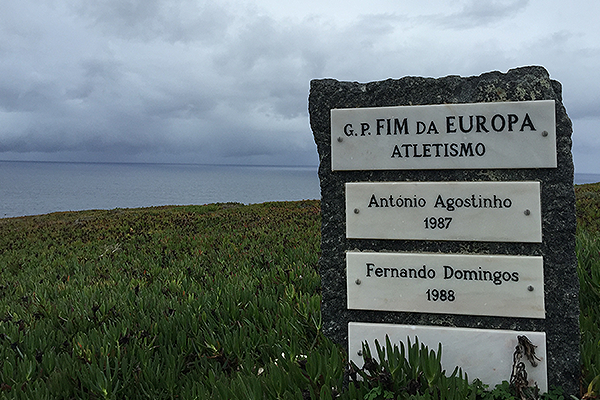 G.P. FIM DA EUROPA
ATLETISMO
António Agostinho
1987
Fernando Domingos
1988